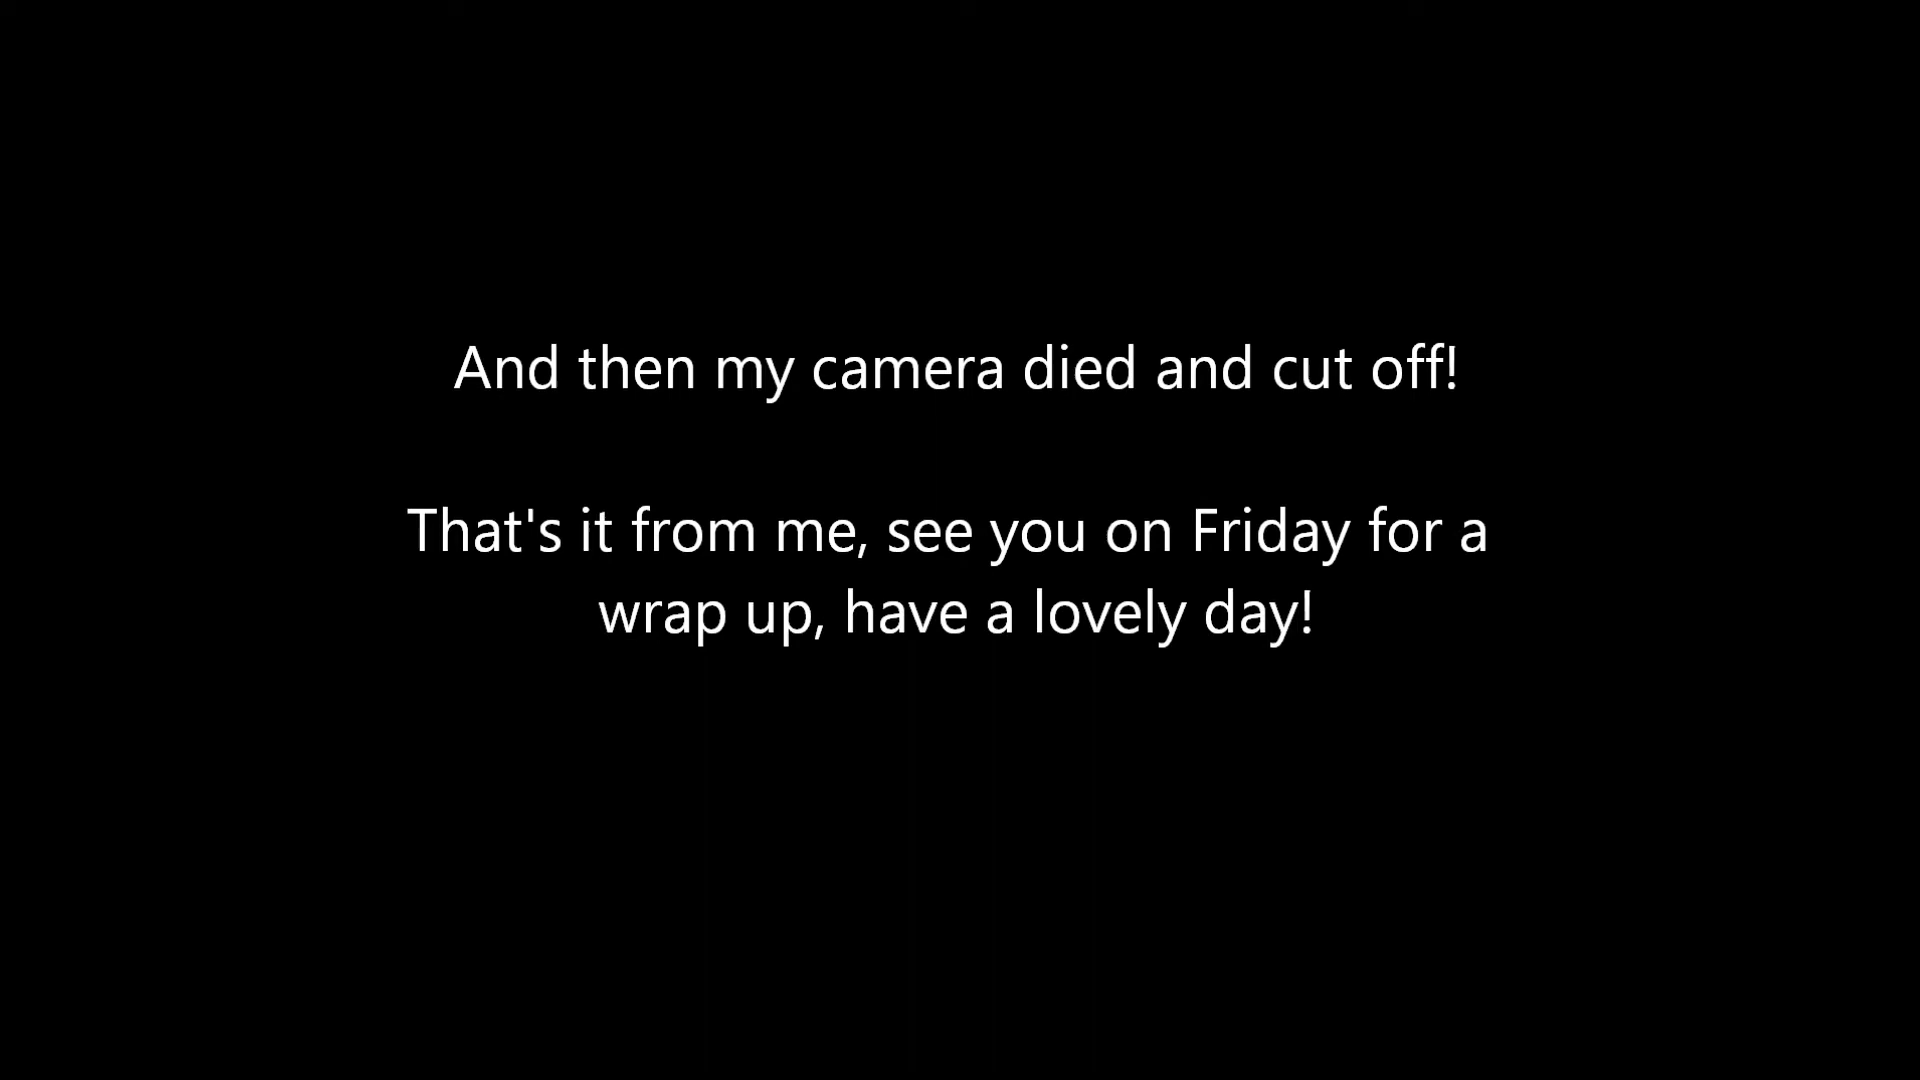 And then my camera died and cut off!
That's it from me, see you on Friday for a
wrap up, have a lovely day!